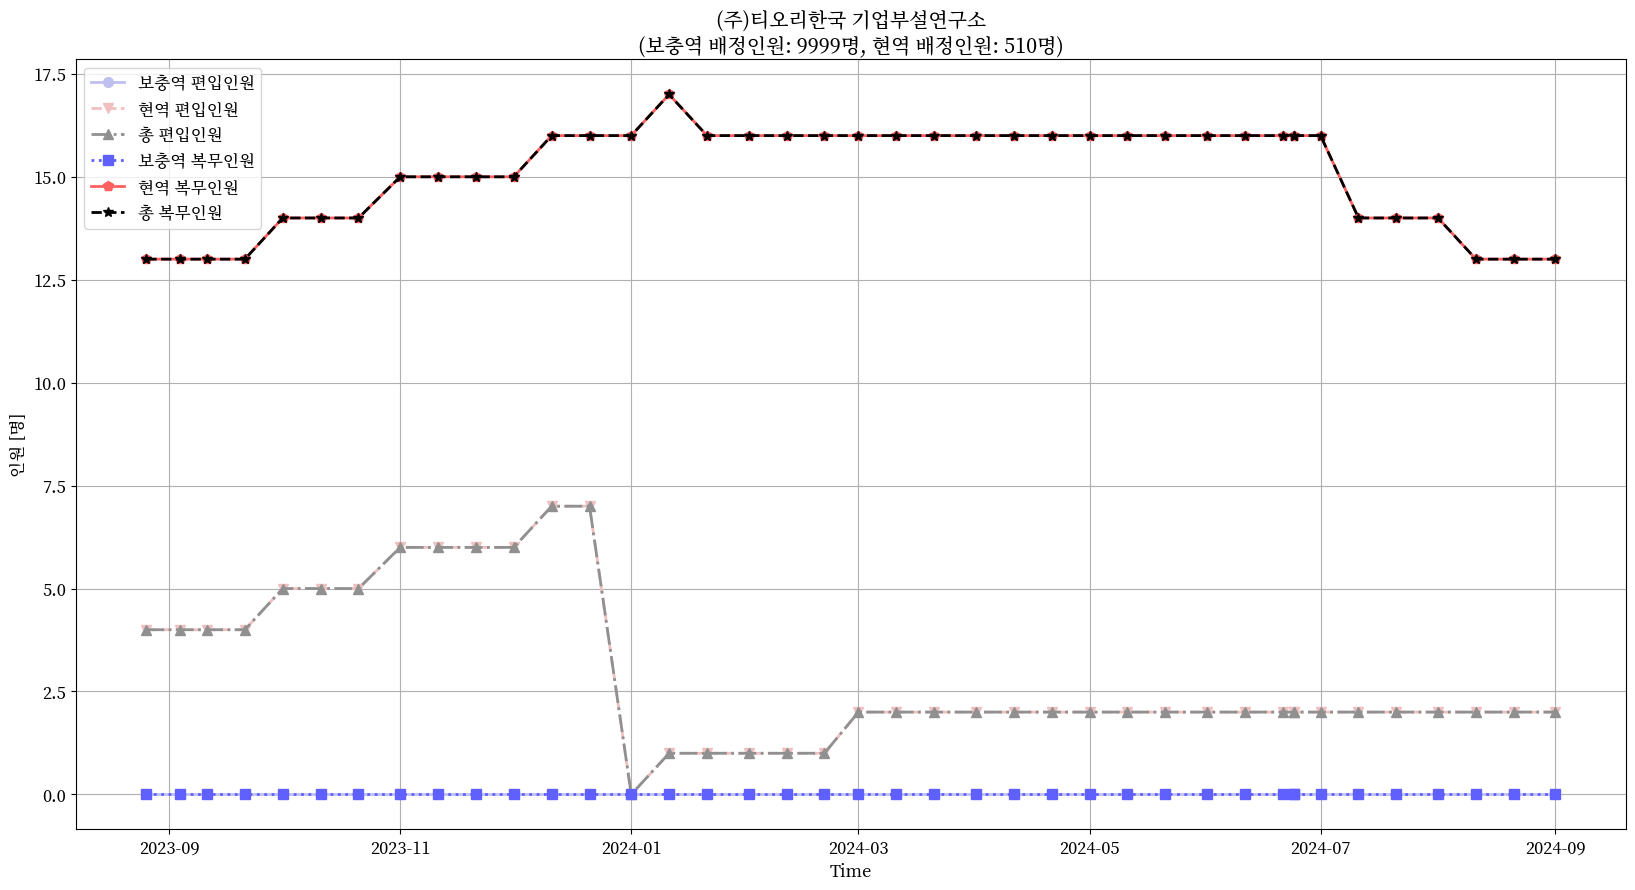 (주)티오리한국 기업부설연구소
(보충역 배정인원: 9999명, 현역 배정인원: 510명)
보충역 편입인원
현역 편입인원
총 편입인원
보충역 복무인원
현역 복무인원
총 복무인원
17.5
15.0
12.5
10.0
7.5
5.0
2.5
0.0
인원 [명]
2023-09
2023-11
2024-01
2024-03
2024-05
2024-07
2024-09
Time